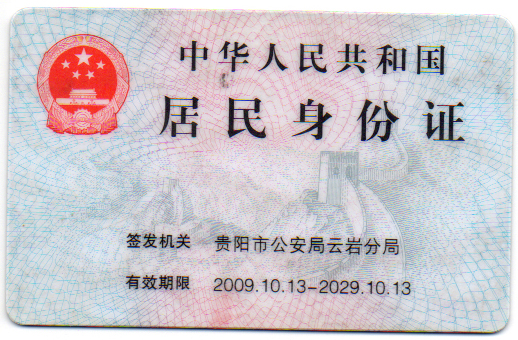 中华人民共和国
居民身份证
签发机关 贵阳市公安局云岩分局
有效期限 2009.10.13-2029.10.13